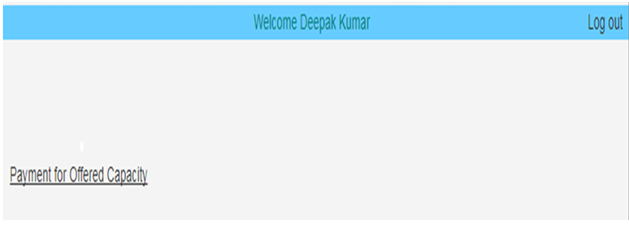 Welcome Deepak Kumar Log out
Payment for Offered Capacity